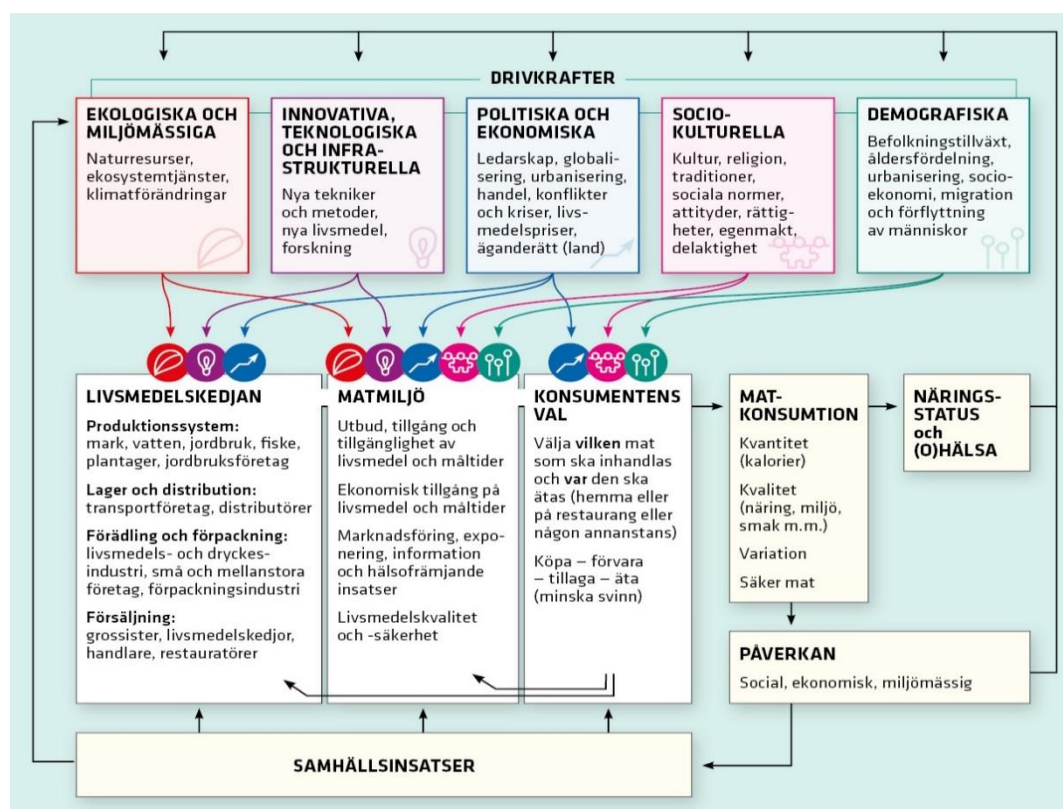 DRIVKRAFTER
EKOLOGISKA OCH
MILJÖMÄSSIGA
Naturresurser,
ekosystemtjänster,
klimatförändringar
INNOVATIVA,
TEKNOLOGISKA
OCH INFRA-
STRUKTURELLA
Nya tekniker
och metoder,
nya livsmedel,
forskning
POLITISKA OCH
EKONOMISKA
Ledarskap, globali-
sering, urbanisering,
handel, konflikter
och kriser, livs-
medelspriser,
äganderätt (land)
SOCIO-
KULTURELLA
Kultur, religion,
traditioner,
sociala normer,
attityder, rättig-
heter, egenmakt,
delaktighet
DEMOGRAFISKA
Befolkningstillväxt,
åldersfördelning,
urbanisering, socio-
ekonomi, migration
och förflyttning
av människor
LIVSMEDELSKEDJAN
Produktionssystem:
mark, vatten, jordbruk, fiske,
plantager, jordbruksföretag
Lager och distribution:
transportföretag, distributörer
Förädling och förpackning:
livsmedels- och dryckes-
industri, små och mellanstora
företag, förpackningsindustri
Försäljning:
grossister, livsmedelskedjor,
handlare, restauratörer
MATMILJÖ
Utbud, tillgång och
tillgänglighet av
livsmedel och måltider
Ekonomisk tillgång på
livsmedel och måltider
Marknadsföring, expo-
nering, information
och hälsofrämjande
insatser
Livsmedelskvalitet
och -säkerhet
KONSUMENTENS
VAL
Välja vilken mat
som ska inhandlas
och var den ska
ätas (hemma eller
på restaurang eller
någon annanstans)
Köpa – förvara
– tillaga – äta
(minska svinn)
MAT-
KONSUMTION
Kvantitet
(kalorier)
Kvalitet
(näring, miljö,
smak m.m.)
Variation
Säker mat
NÄRINGS-
STATUS
och
(O)HÄLSA
PÅVERKAN
Social, ekonomisk, miljömässig
SAMHÄLLSINSATSER